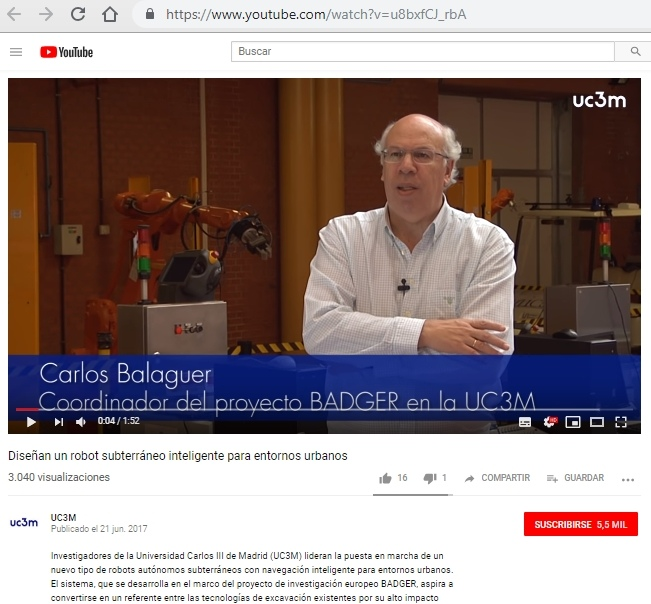 https://www.youtube.com/watch?v=u8bxfCJ_rbA
YouTube
Buscar
uc3m
Carlos Balaguer
Coordinador del proyecto BADGER en la UC3M
0:04 / 1:52
HD
Diseñan un robot subterráneo inteligente para entornos urbanos
3.040 visualizaciones
16
1
COMPARTIR
GUARDAR
uc3m
UC3M
Publicado el 21 jun. 2017
SUSCRIBIRSE 5,5 MIL
Investigadores de la Universidad Carlos III de Madrid (UC3M) lideran la puesta en marcha de un
nuevo tipo de robots autónomos subterráneos con navegación inteligente para entornos urbanos.
El sistema, que se desarrolla en el marco del proyecto de investigación europeo BADGER, aspira a
convertirse en un referente entre las tecnologías de excavación existentes por su alto impacto